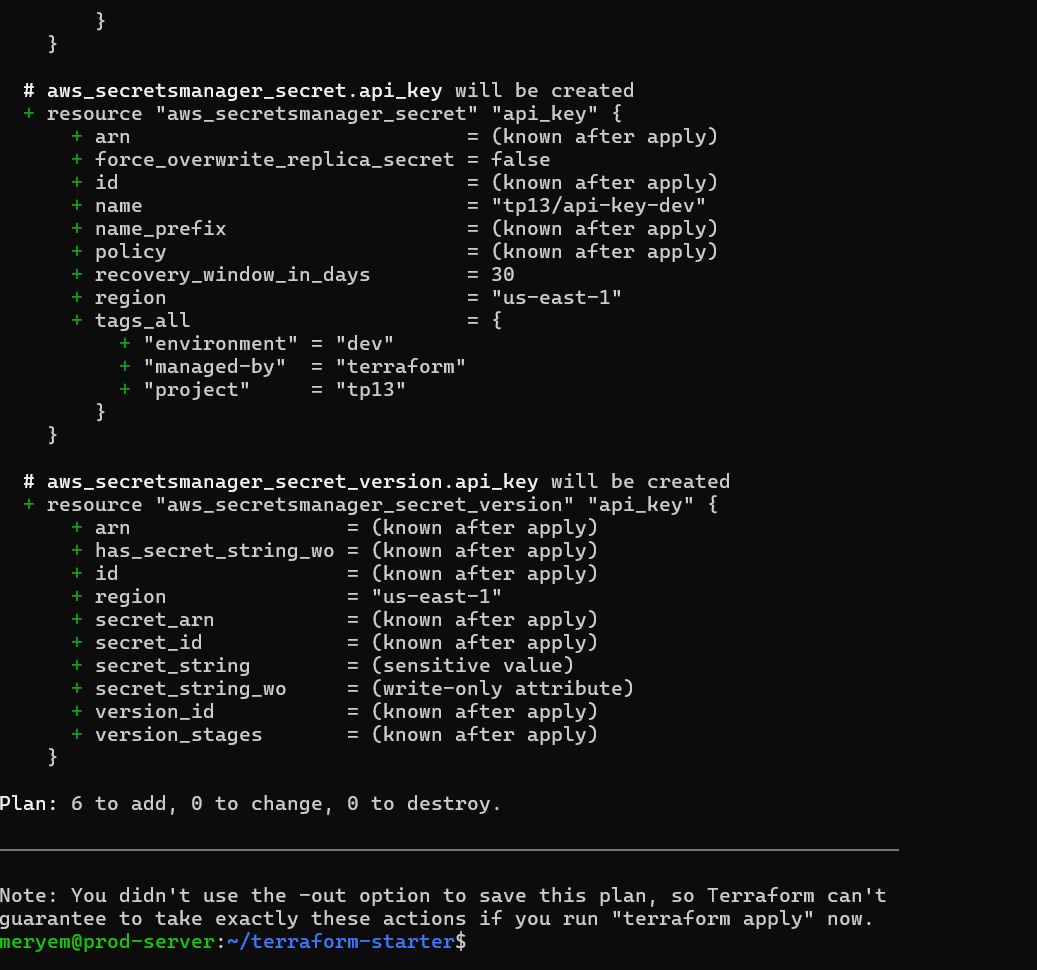 }
    }

  # aws_secretsmanager_secret.api_key will be created
  + resource "aws_secretsmanager_secret" "api_key" {
      + arn                            = (known after apply)
      + force_overwrite_replica_secret = false
      + id                             = (known after apply)
      + name                           = "tp13/api-key-dev"
      + name_prefix                    = (known after apply)
      + policy                         = (known after apply)
      + recovery_window_in_days        = 30
      + region                         = "us-east-1"
      + tags_all                       = {
          + "environment" = "dev"
          + "managed-by"  = "terraform"
          + "project"     = "tp13"
        }
    }

  # aws_secretsmanager_secret_version.api_key will be created
  + resource "aws_secretsmanager_secret_version" "api_key" {
      + arn                  = (known after apply)
      + has_secret_string_wo = (known after apply)
      + id                   = (known after apply)
      + region               = "us-east-1"
      + secret_arn           = (known after apply)
      + secret_id            = (known after apply)
      + secret_string        = (sensitive value)
      + secret_string_wo     = (write-only attribute)
      + version_id           = (known after apply)
      + version_stages       = (known after apply)
    }

Plan: 6 to add, 0 to change, 0 to destroy.

Note: You didn't use the -out option to save this plan, so Terraform can't
guarantee to take exactly these actions if you run "terraform apply" now.
meryem@prod-server:~/terraform-starter$